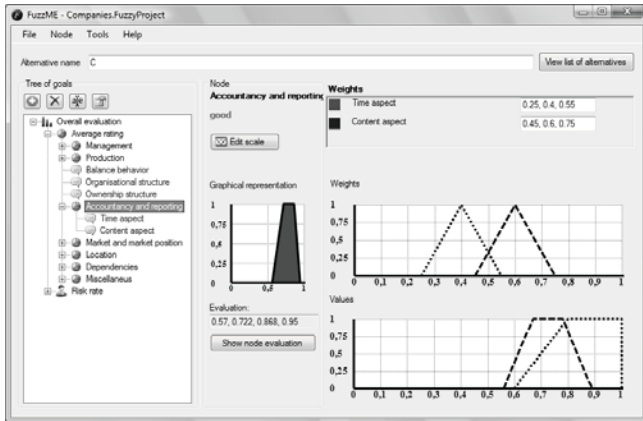 FuzzME - Companies.FuzzyProject
File Node Tools Help
Alternative name C View list of alternatives
Tree of goals
Overall evaluation
Average rating
Management
Production
Balance behavior
Organisational structure
Ownership structure
Accountancy and reporting
Time aspect
Content aspect
Market and market position
Location
Dependencies
Miscellaneus
Risk rate
Node
Accountancy and reporting
good
Edit scale
Graphical representation
1
0,75
0,5
0,25
0
0 0,5 1
Evaluation:
0.57, 0.722, 0.868, 0.95
Show node evaluation
Weights
Time aspect 0.25, 0.4, 0.55
Content aspect 0.45, 0.6, 0.75
Weights
1
0,75
0,5
0,25
0
0 0,1 0,2 0,3 0,4 0,5 0,6 0,7 0,8 0,9 1
Values
1
0,75
0,5
0,25
0
0 0,1 0,2 0,3 0,4 0,5 0,6 0,7 0,8 0,9 1